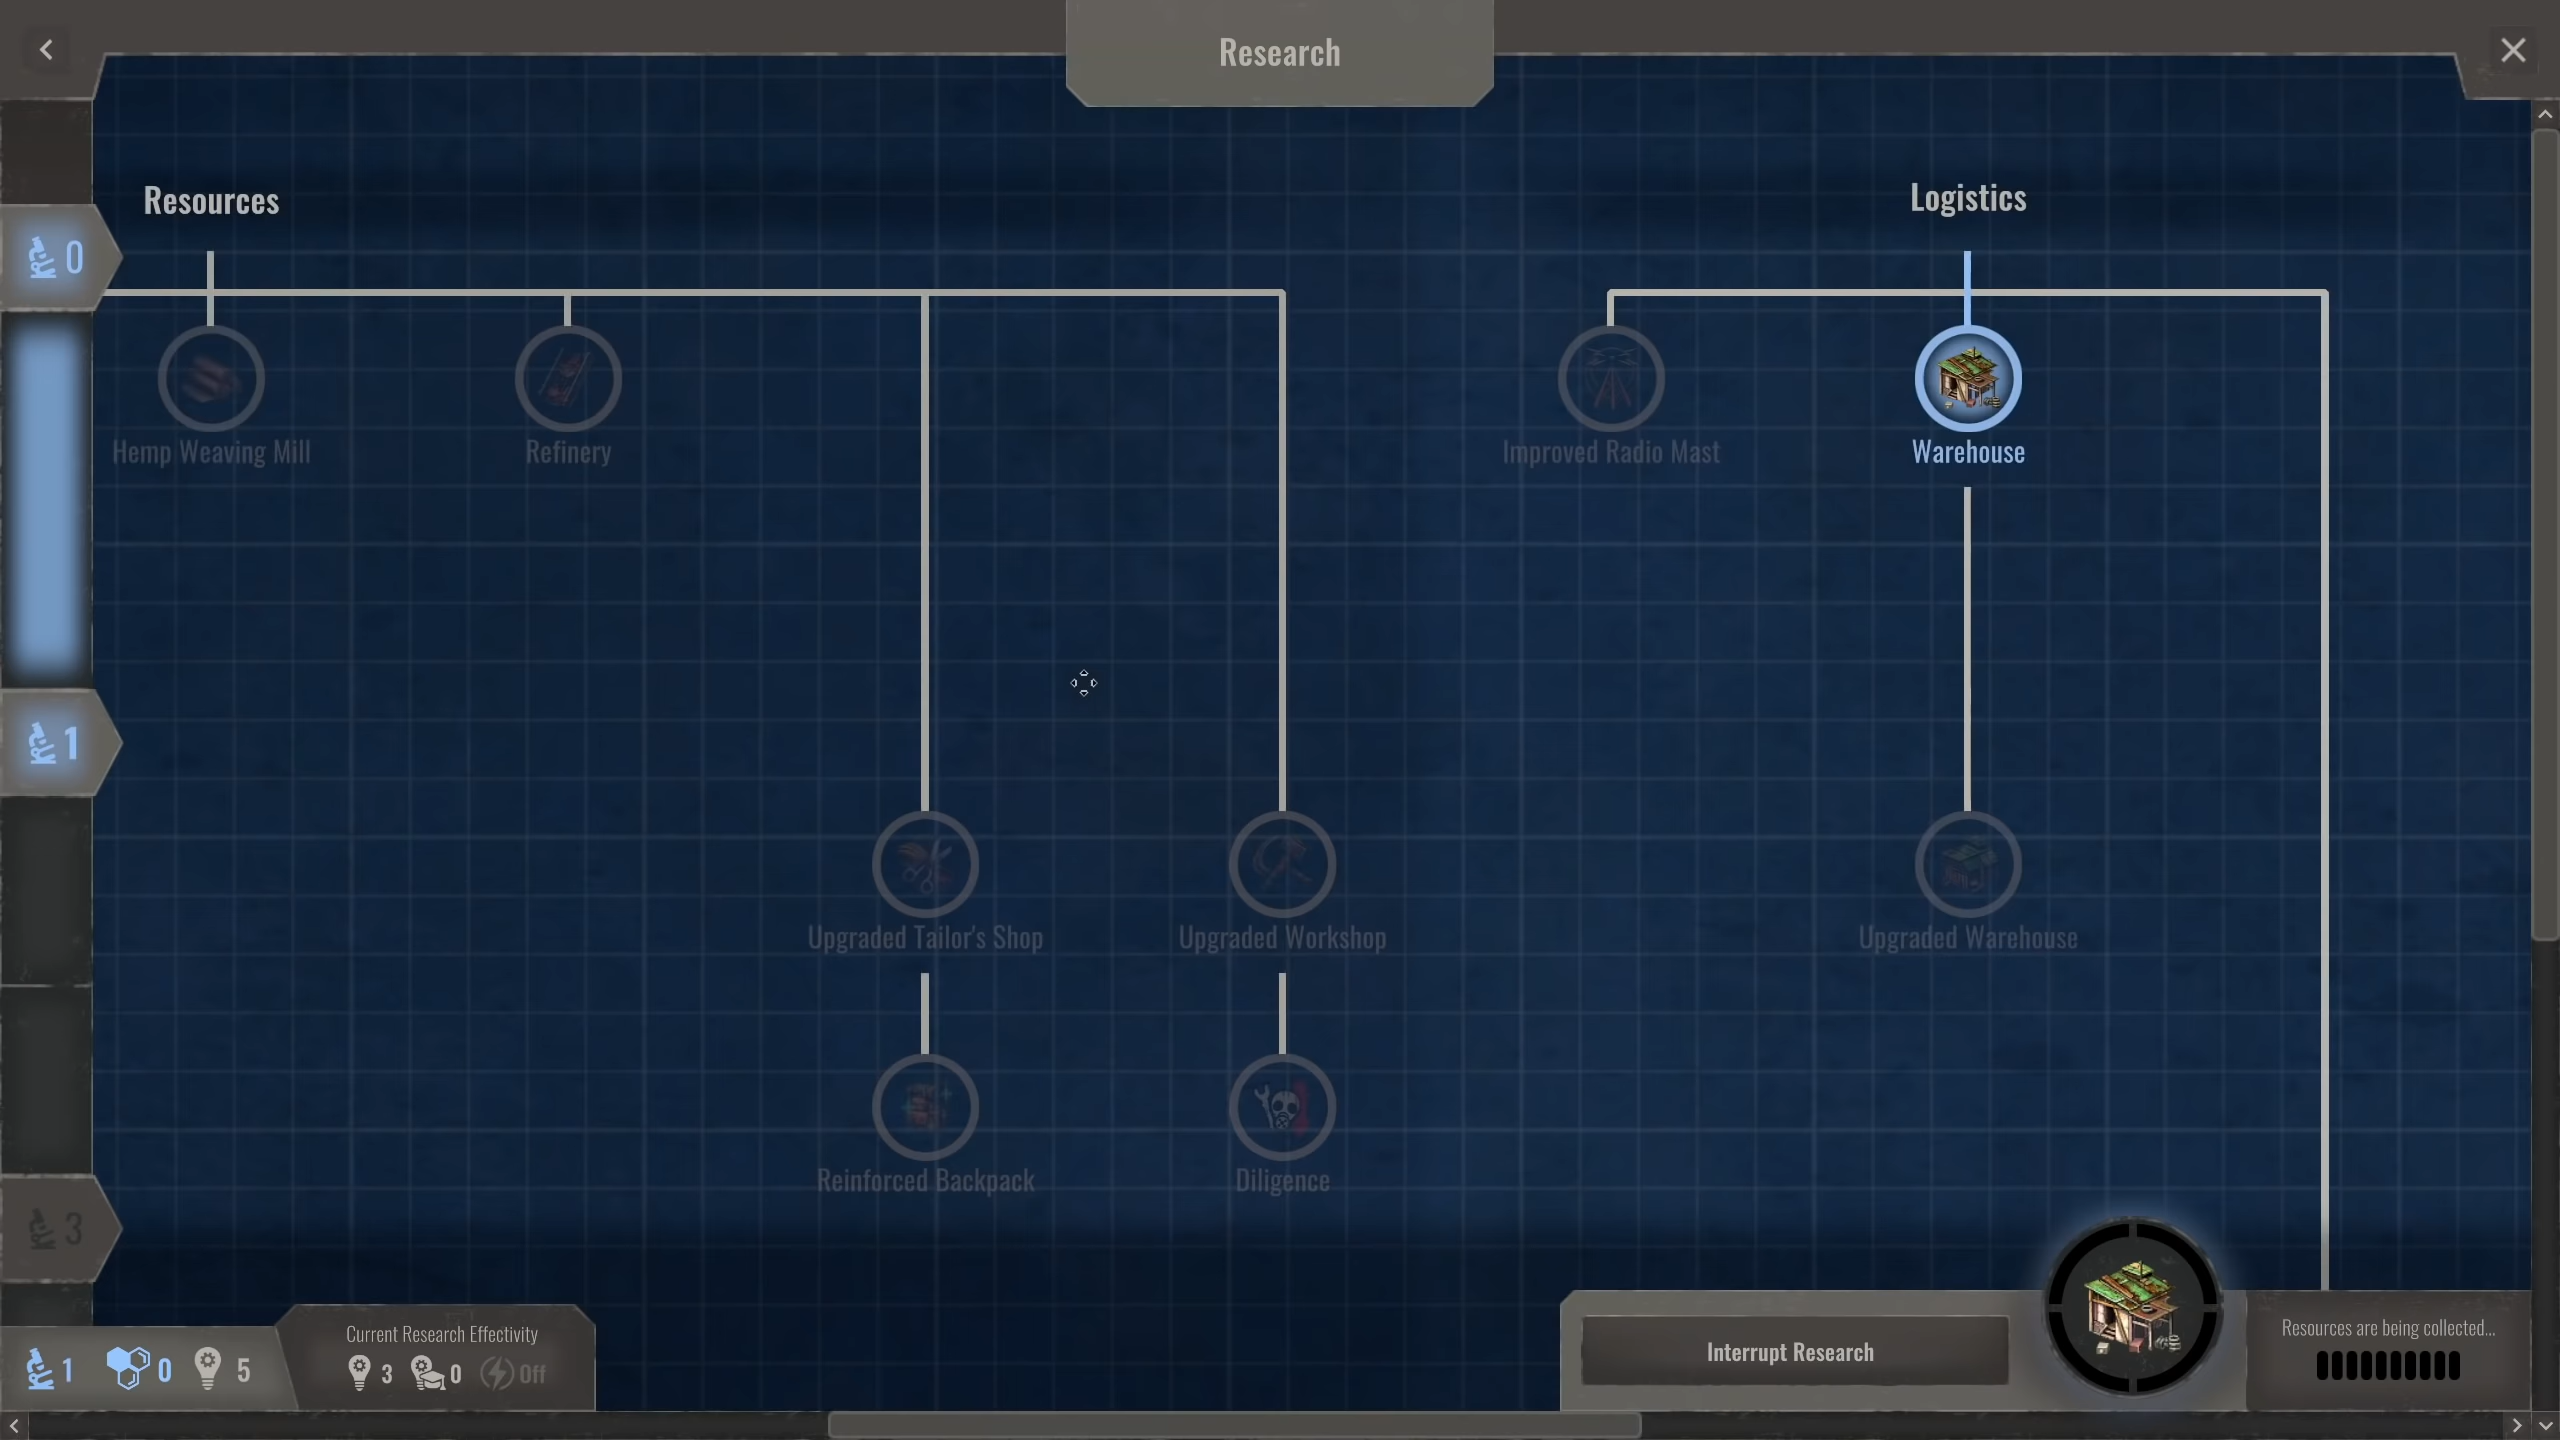 Research
Resources
Logistics
0
Hemp Weaving Mill
Refinery
Improved Radio Mast
Warehouse
1
Upgraded Tailor's Shop
Upgraded Workshop
Upgraded Warehouse
Reinforced Backpack
Diligence
3
Current Research Effectivity
1 0 5
3 0 Off
Interrupt Research
Resources are being collected...